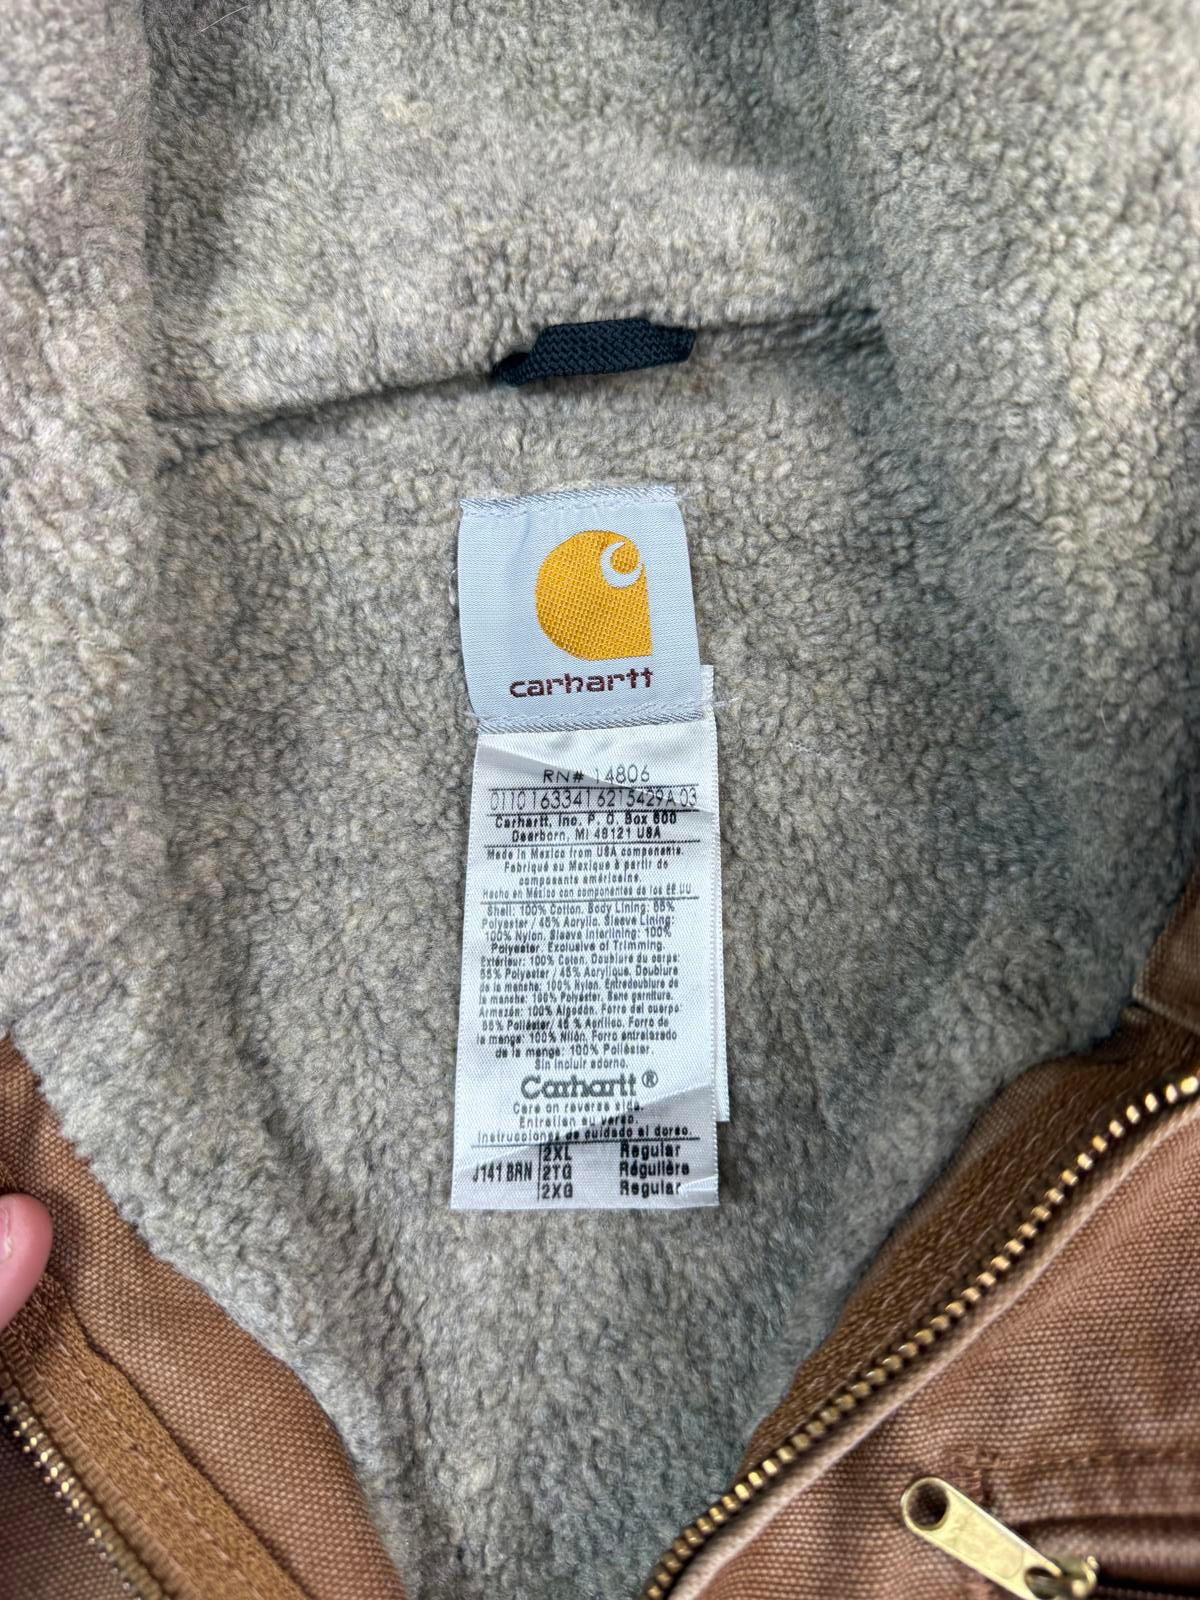 carhartt
RN# 14806
0110163341 6215429A 03
Carhartt, Inc. P. O. Box 600
Dearborn, MI 48121 USA
Made in Mexico from USA components.
Fabriqué au Mexique à partir de
composants américains.
Hecho en México con componentes de los EE.UU
Shell: 100% Cotton. Body Lining: 55%
Polyester / 45% Acrylic. Sleeve Lining:
100% Nylon. Sleeve Interlining: 100%
Polyester. Exclusive of Trimming.
Extérieur: 100% Coton. Doublure du corps:
55% Polyester / 45% Acrylique. Doublure
de la manche: 100% Nylon. Entredoublure de
la manche: 100% Polyester. Sans garniture.
Armazón: 100% Algodón. Forro del cuerpo:
55% Poliéster/ 45 % Acrílico. Forro de
la manga: 100% Nilón. Forro entrelazado
de la manga: 100% Poliéster.
Sin incluir adorno.
Carhartt ®
Care on reverse side.
Entretien au verso.
Instrucciones de cuidado al dorso.
2XL Regular
J141 BRN 2TG Régulière
2XG Regular